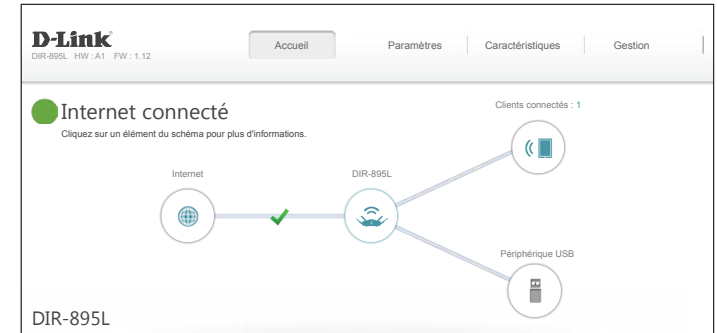 D-Link
DIR-895L HW : A1 FW : 1.12
Accueil
Paramètres
Caractéristiques
Gestion
Internet connecté
Cliquez sur un élément du schéma pour plus d'informations.
Clients connectés : 1
Internet
DIR-895L
Périphérique USB
DIR-895L